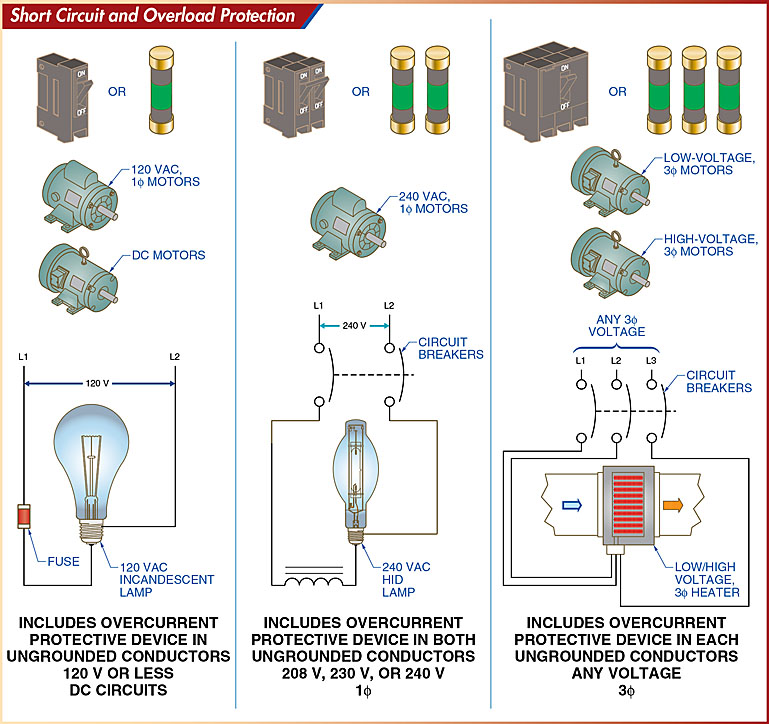 Short Circuit and Overload Protection
ON
OFF
OR
120 VAC,
1ϕ MOTORS
DC MOTORS
L1
L2
120 V
FUSE
120 VAC
INCANDESCENT
LAMP
INCLUDES OVERCURRENT
PROTECTIVE DEVICE IN
UNGROUNDED CONDUCTORS
120 V OR LESS
DC CIRCUITS
ON
ON
OFF
OFF
OR
240 VAC,
1ϕ MOTORS
L1
L2
240 V
CIRCUIT
BREAKERS
240 VAC
HID
LAMP
INCLUDES OVERCURRENT
PROTECTIVE DEVICE IN BOTH
UNGROUNDED CONDUCTORS
208 V, 230 V, OR 240 V
1ϕ
ON
OFF
OR
LOW-VOLTAGE,
3ϕ MOTORS
HIGH-VOLTAGE,
3ϕ MOTORS
ANY 3ϕ
VOLTAGE
L1
L2
L3
CIRCUIT
BREAKERS
LOW/HIGH
VOLTAGE,
3ϕ HEATER
INCLUDES OVERCURRENT
PROTECTIVE DEVICE IN EACH
UNGROUNDED CONDUCTORS
ANY VOLTAGE
3ϕ